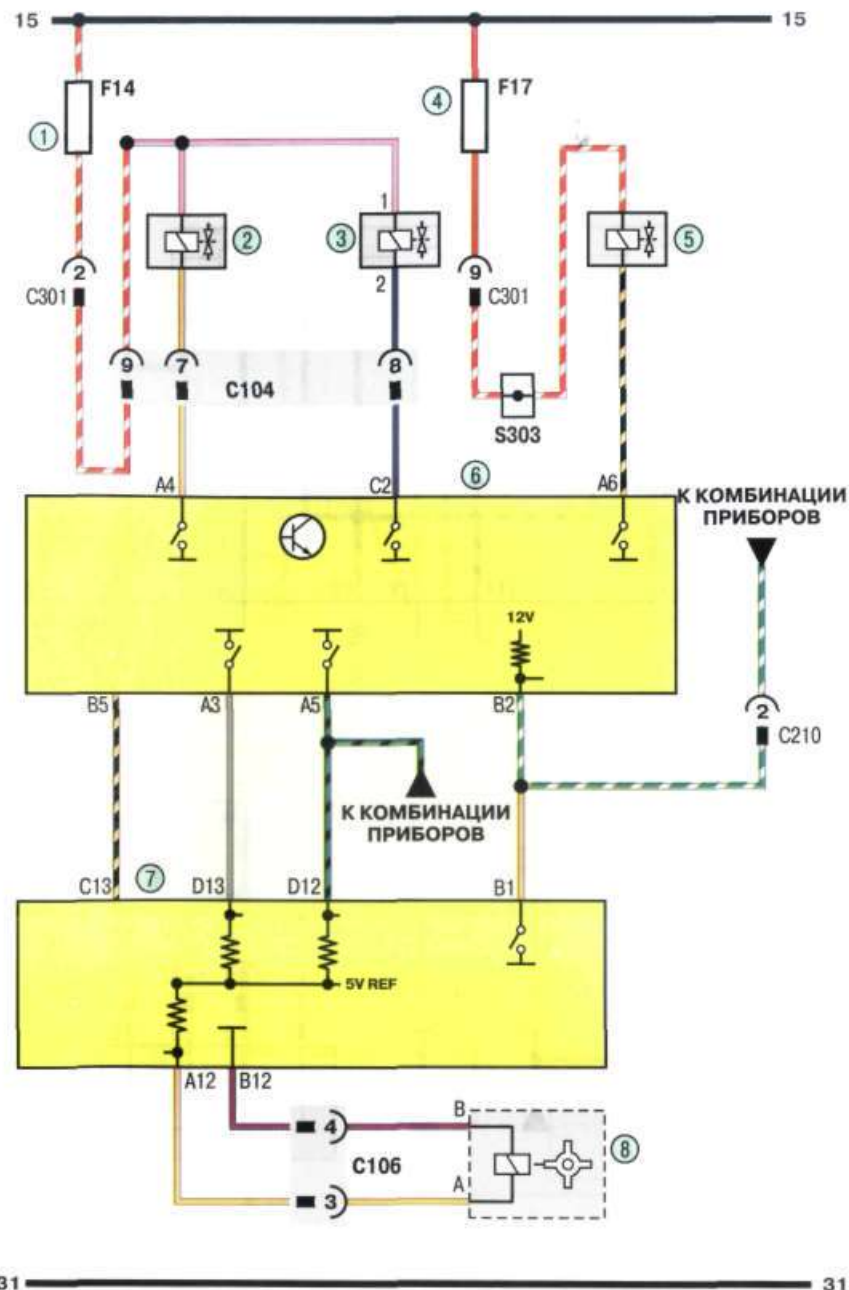 15 15
F14 F17
4
1
1
2 3 5
2 2 9
C301 C301
9 7 8
C104
S303
A4 C2 6 A6
К КОМБИНАЦИИ
ПРИБОРОВ
12V
B5 A3 A5 B2
2
C210
К КОМБИНАЦИИ
ПРИБОРОВ
C13 7 D13 D12 B1
5V REF
A12 B12
4 B
8
C106
3 A
31 31